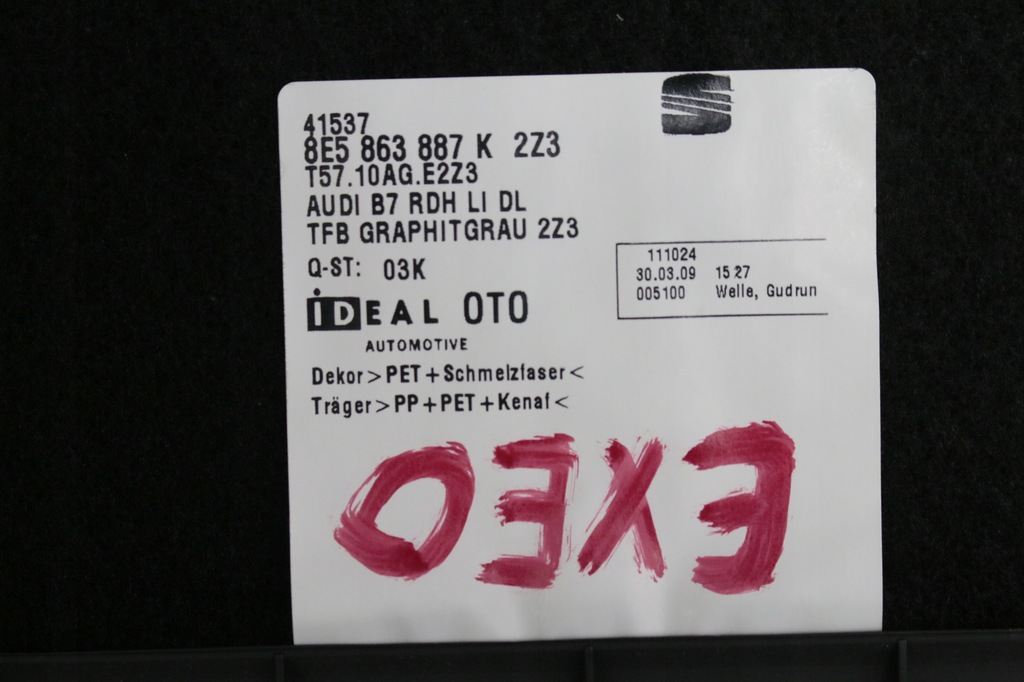 41537
8E5 863 887 K 2Z3
T57.10AG.E2Z3
AUDI B7 RDH LI DL
TFB GRAPHITGRAU 2Z3
Q-ST: 03K
111024
30.03.09 15 27
005100 Welle, Gudrun
iDEAL OTO
AUTOMOTIVE
Dekor>PET+Schmelzfaser<
Träger>PP+PET+Kenaf<
03X3